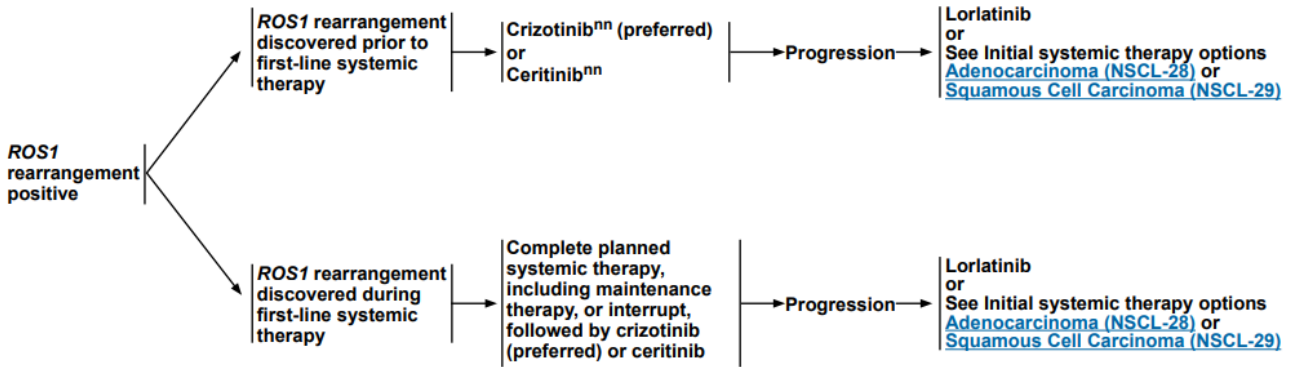 ROS1 rearrangement
positive
ROS1 rearrangement
discovered prior to
first-line systemic
therapy
Crizotinibnn (preferred)
or
Ceritinibnn
Progression
Lorlatinib
or
See Initial systemic therapy options
Adenocarcinoma (NSCL-28) or
Squamous Cell Carcinoma (NSCL-29)
ROS1 rearrangement
discovered during
first-line systemic
therapy
Complete planned
systemic therapy,
including maintenance
therapy, or interrupt,
followed by crizotinib
(preferred) or ceritinib
Progression
Lorlatinib
or
See Initial systemic therapy options
Adenocarcinoma (NSCL-28) or
Squamous Cell Carcinoma (NSCL-29)